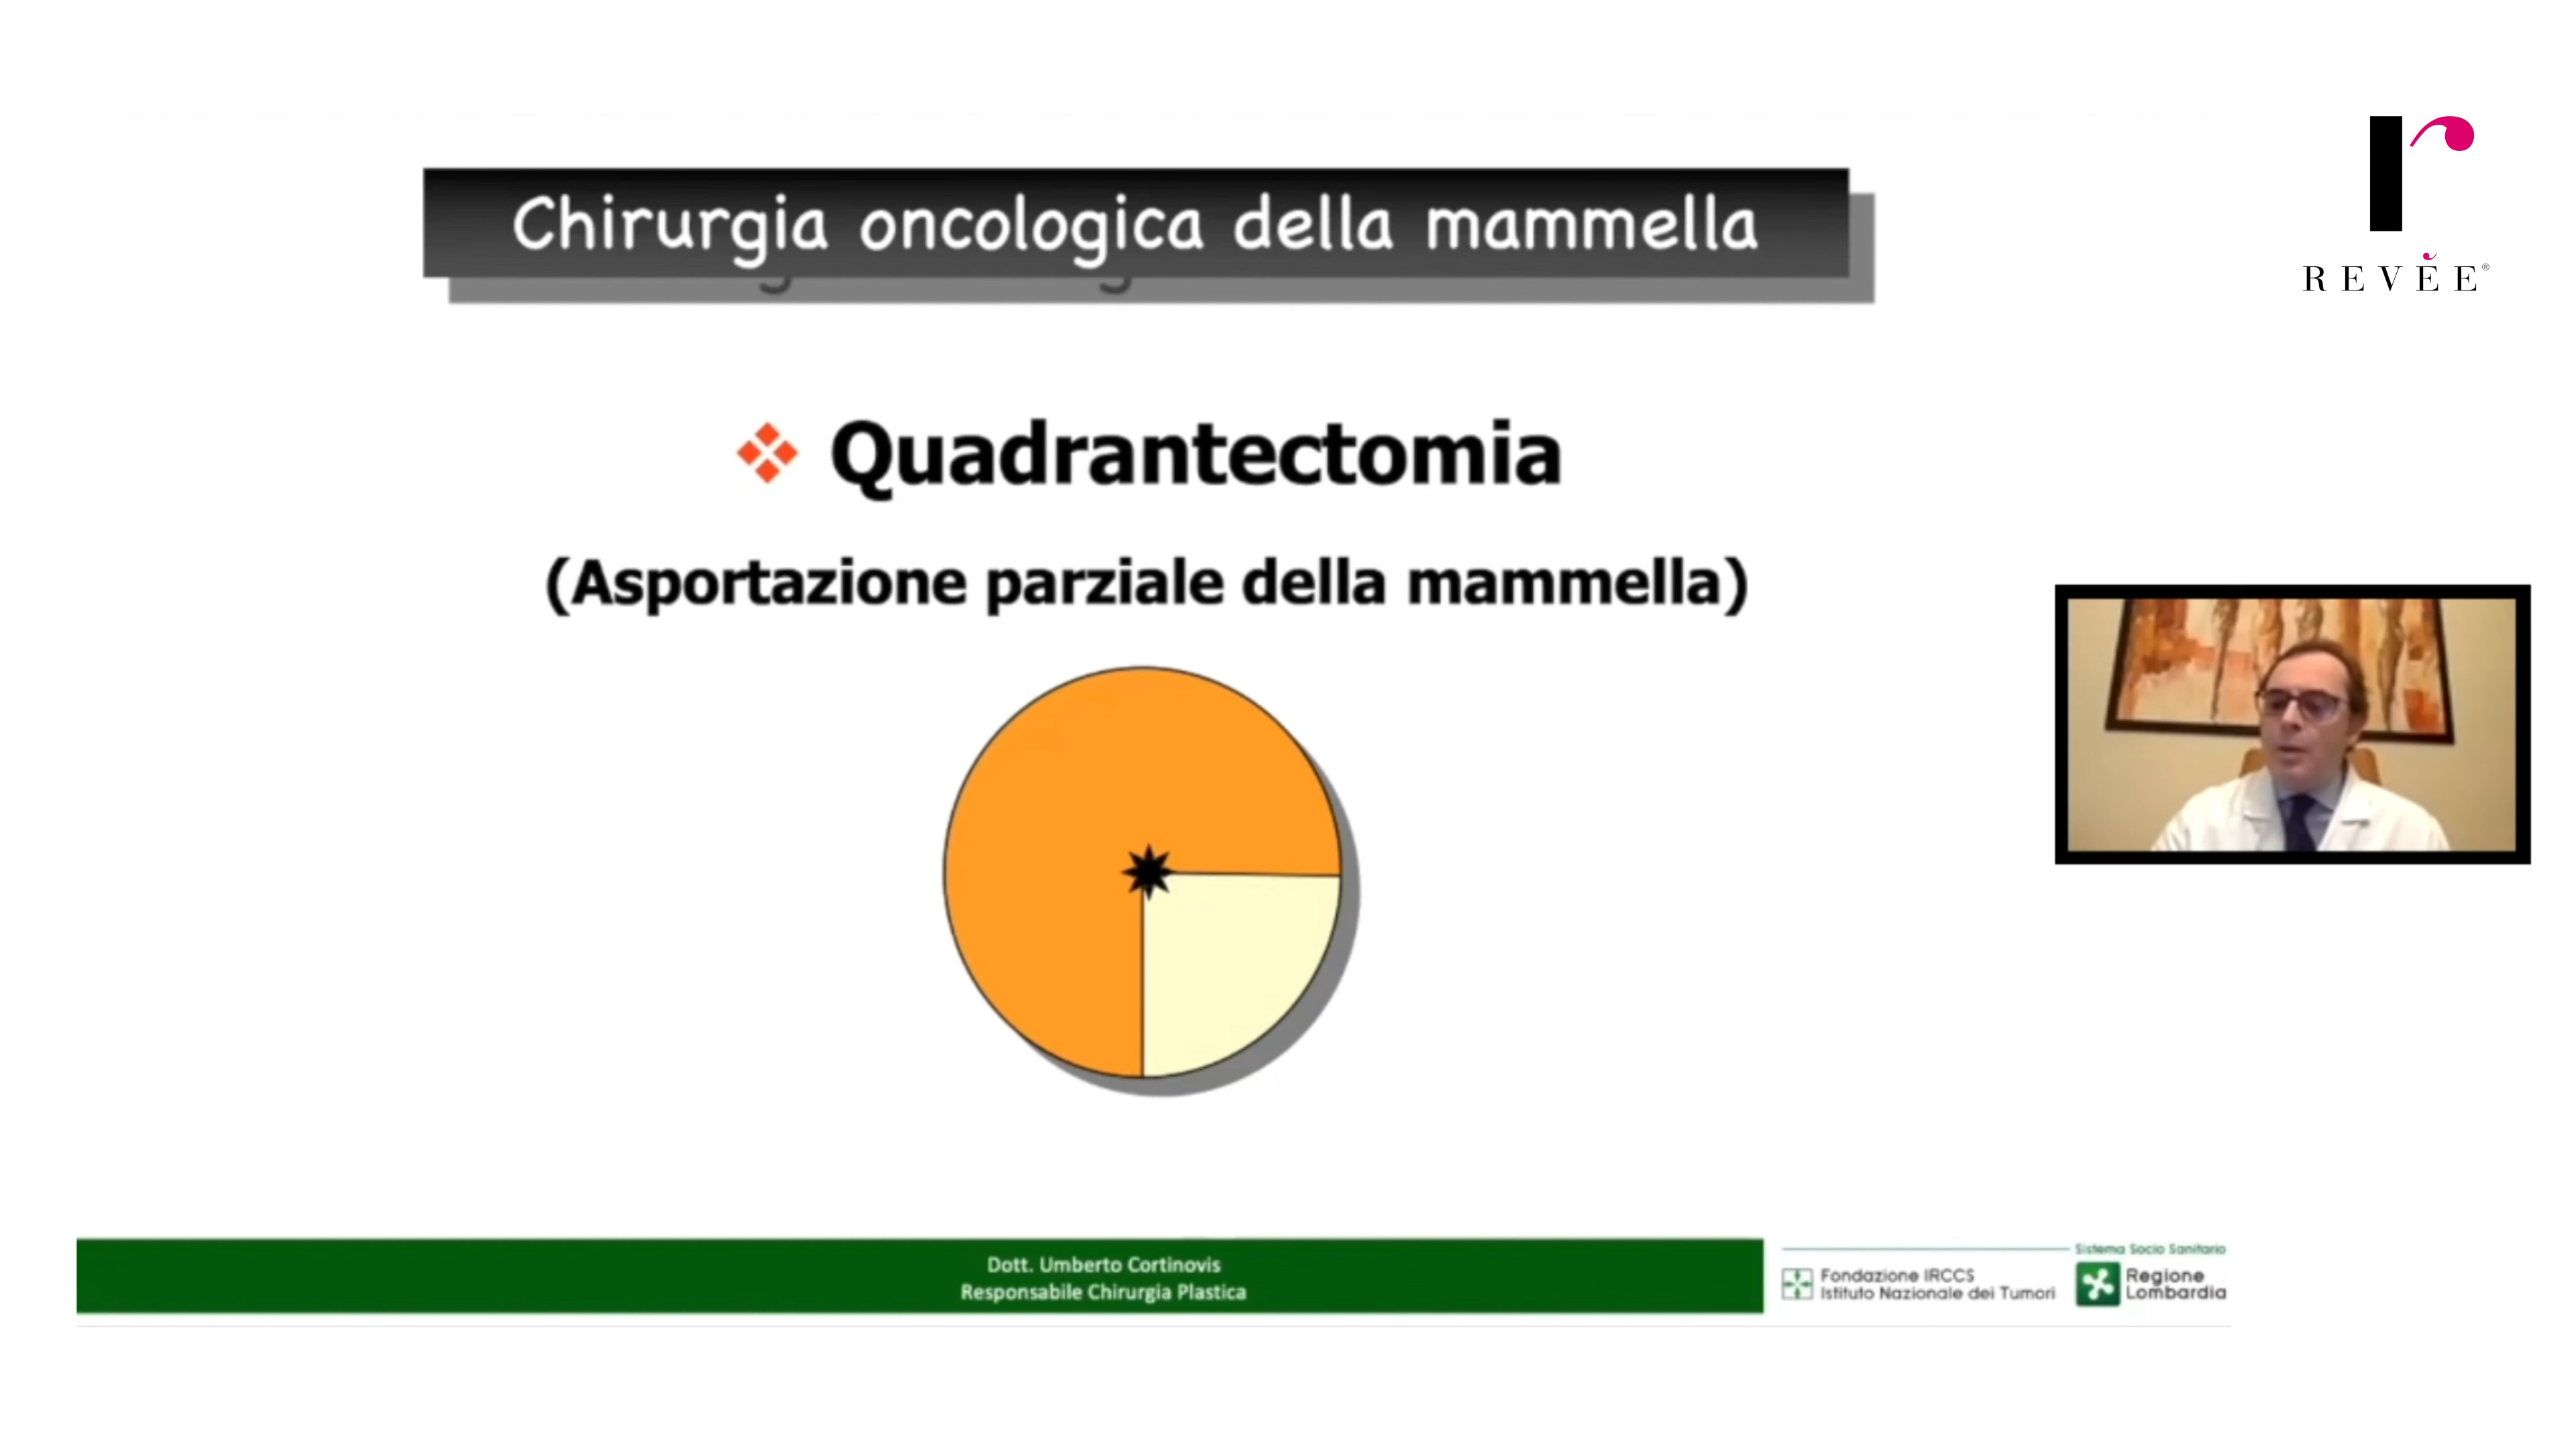 Chirurgia oncologica della mammella
REVĒE®
Quadrantectomia
(Asportazione parziale della mammella)
Dott. Umberto Cortinovis
Responsabile Chirurgia Plastica
Sistema Socio Sanitario
Fondazione IRCCS
Istituto Nazionale dei Tumori
Regione
Lombardia